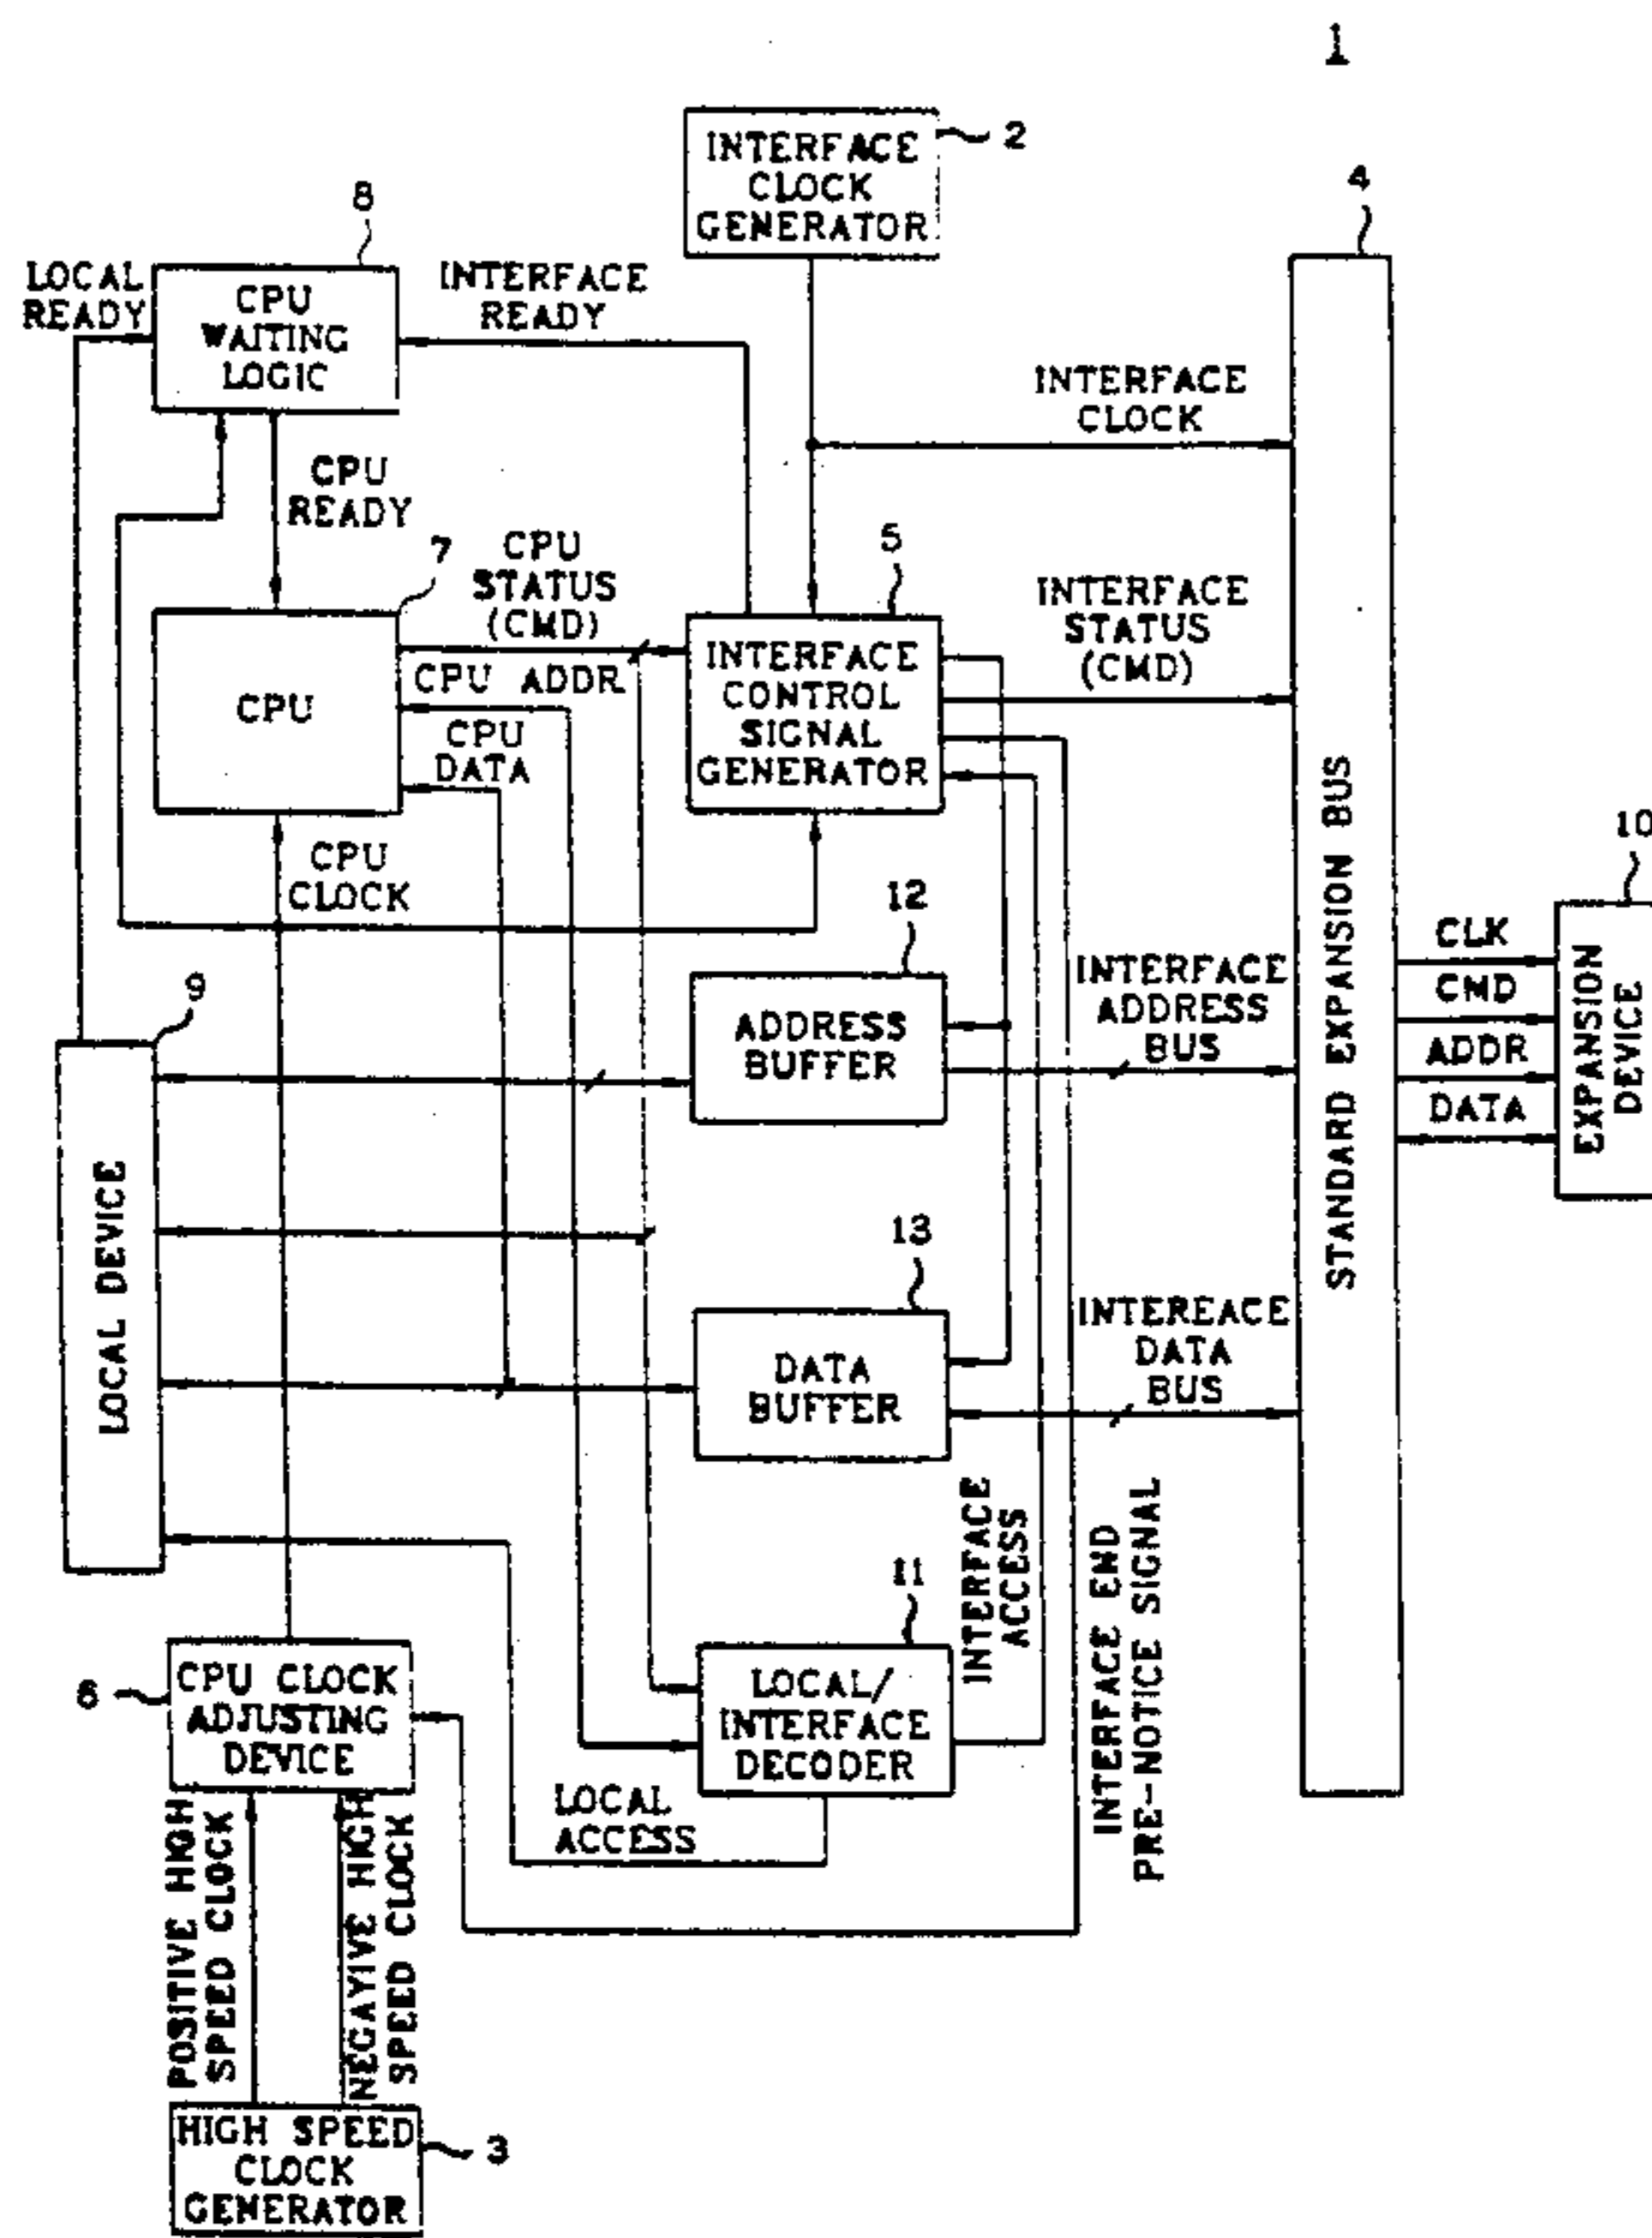 1
INTERFACE
CLOCK
GENERATOR
2
4
8
LOCAL
READY
CPU
WAITING
LOGIC
INTERFACE
READY
INTERFACE
CLOCK
CPU
READY
7
CPU
STATUS
(CMD)
5
INTERFACE
STATUS
(CMD)
CPU
CPU ADDR
CPU
DATA
INTERFACE
CONTROL
SIGNAL
GENERATOR
CPU
CLOCK
STANDARD EXPANSION BUS
10
12
9
ADDRESS
BUFFER
INTERFACE
ADDRESS
BUS
CLK
CMD
ADDR
DATA
EXPANSION
DEVICE
LOCAL DEVICE
13
DATA
BUFFER
INTEREACE
DATA
BUS
11
INTERFACE
ACCESS
INTERFACE END
PRE-NOTICE SIGNAL
6
CPU CLOCK
ADJUSTING
DEVICE
LOCAL/
INTERFACE
DECODER
LOCAL
ACCESS
POSITIVE HIGH
SPEED CLOCK
NEGAYIVE HIGH
SPEED CLOCK
HIGH SPEED
CLOCK
GENERATOR
3